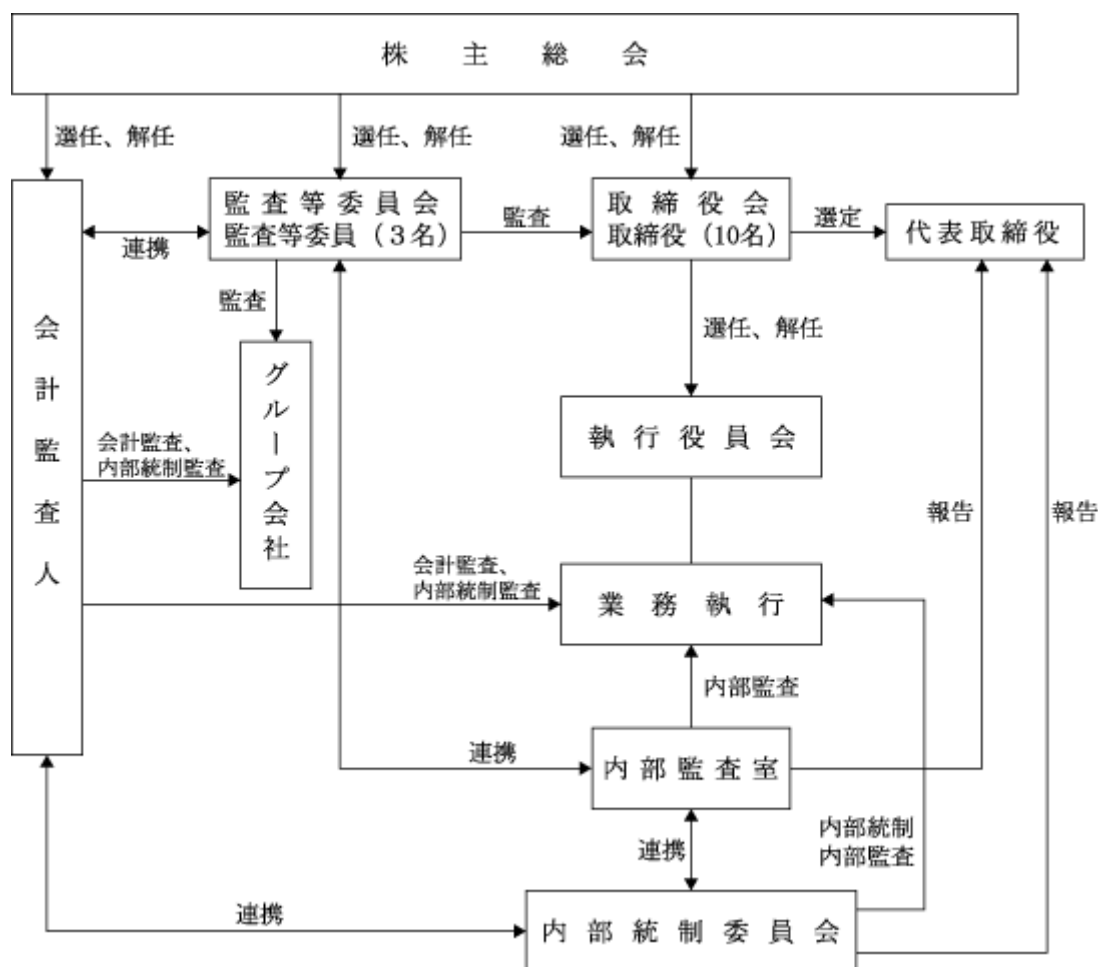 株主総会
選任、解任
選任、解任
選任、解任
監査等委員会
監査等委員（3名）
監査
取締役会
取締役（10名）
選定
代表取締役
連携
監査
選任、解任
会計監査人
グループ会社
執行役員会
会計監査、
内部統制監査
報告
報告
会計監査、
内部統制監査
業務執行
内部監査
連携
内部監査室
内部統制
内部監査
連携
連携
内部統制委員会